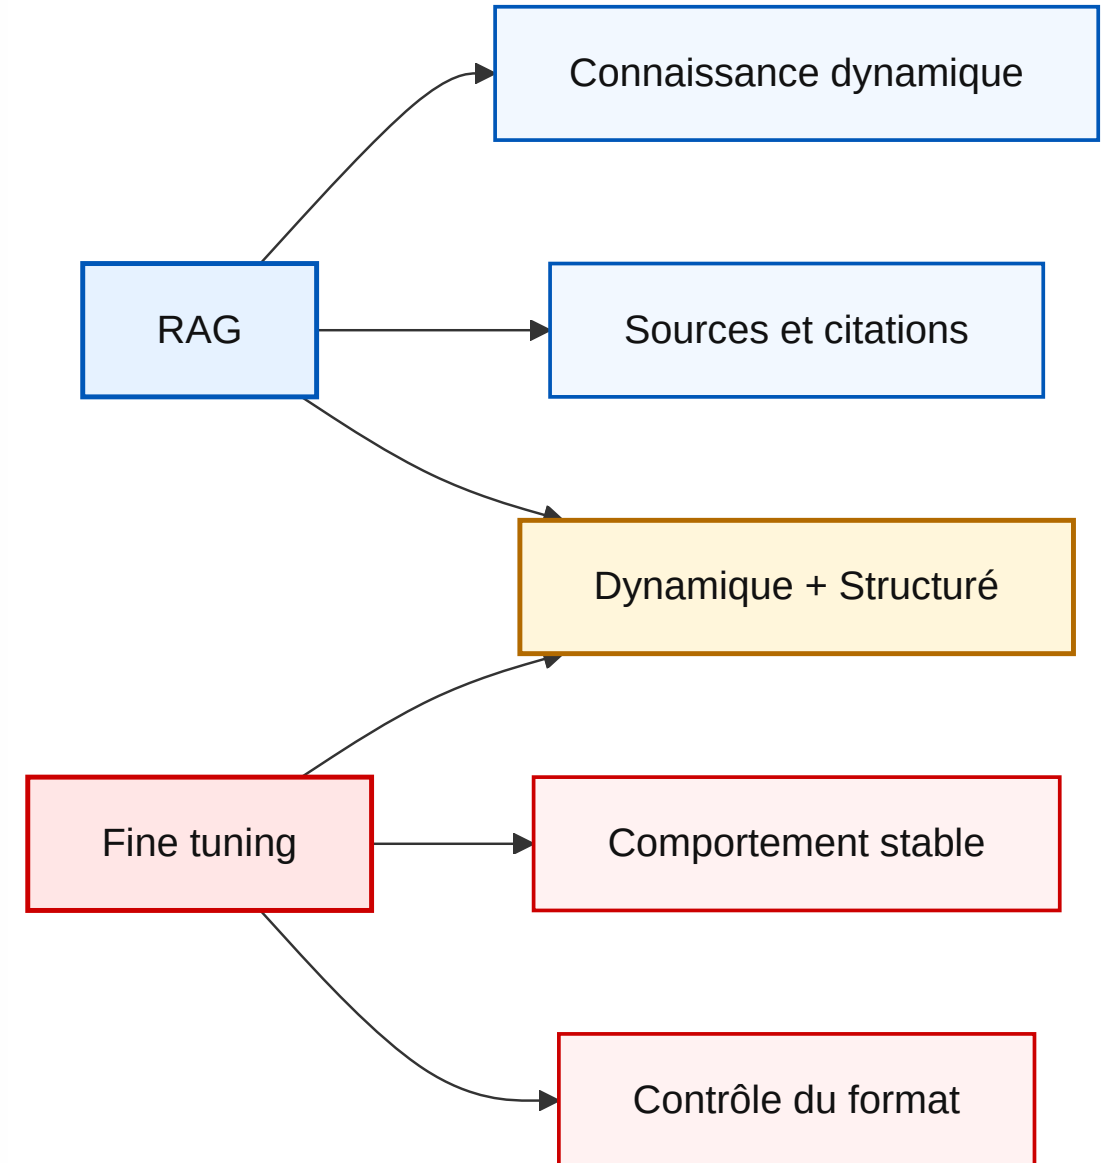 Connaissance dynamique
RAG
Sources et citations
Dynamique + Structuré
Fine tuning
Comportement stable
Contrôle du format